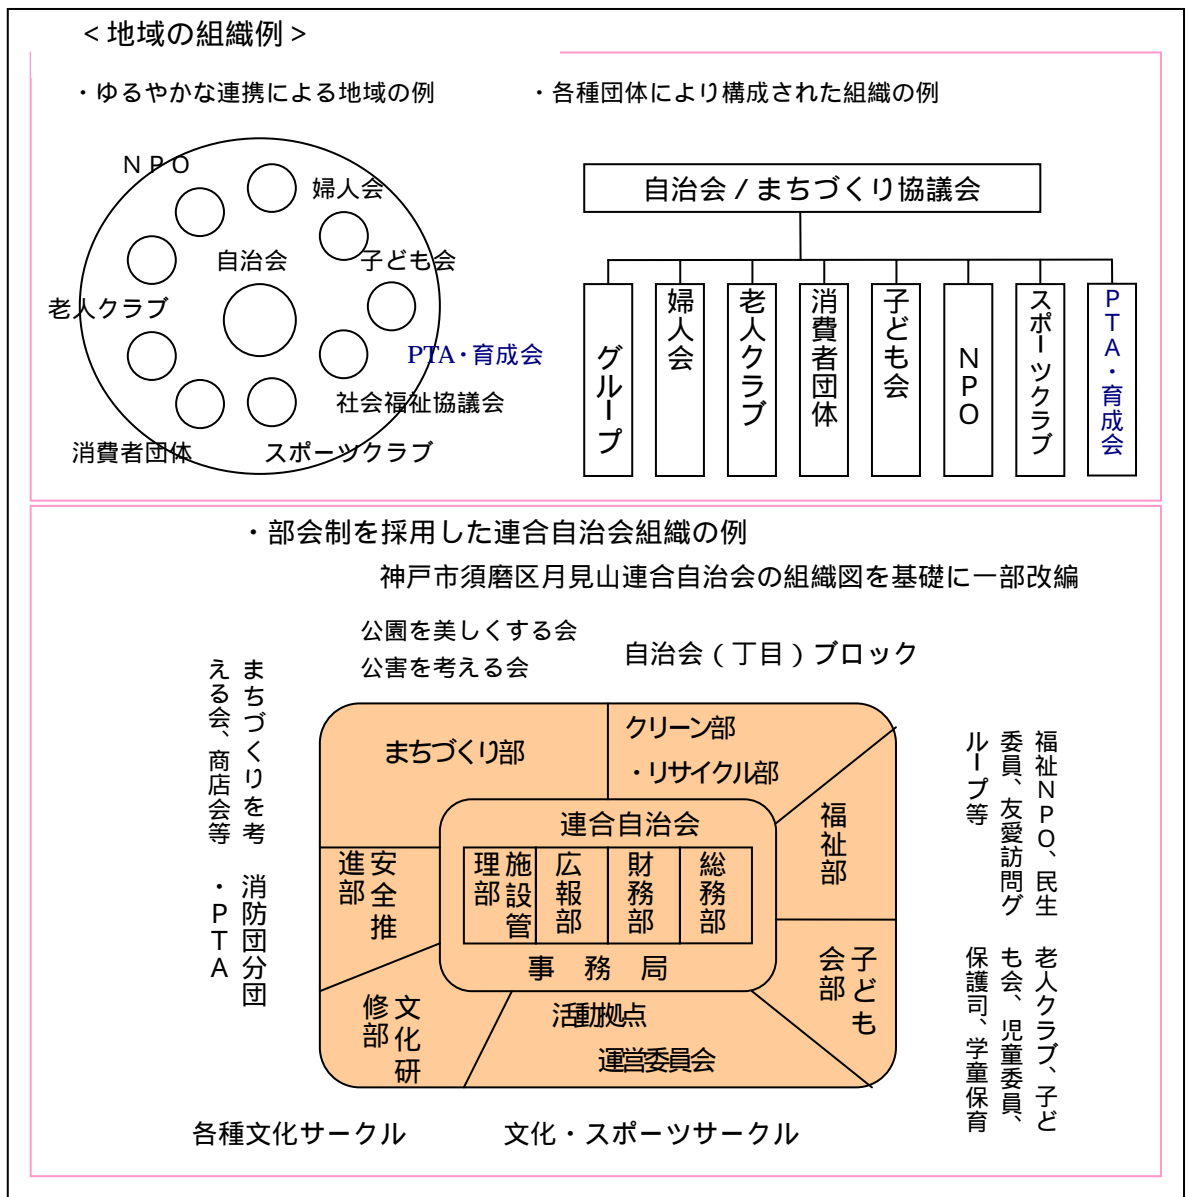 ＜地域の組織例＞
・ゆるやかな連携による地域の例
・各種団体により構成された組織の例
ＮＰＯ
婦人会
自治会
子ども会
老人クラブ
PTA・育成会
社会福祉協議会
消費者団体
スポーツクラブ
自治会／まちづくり協議会
グループ
婦人会
老人クラブ
消費者団体
子ども会
ＮＰＯ
スポーツクラブ
ＰＴＡ・育成会
・部会制を採用した連合自治会組織の例
神戸市須磨区月見山連合自治会の組織図を基礎に一部改編
公園を美しくする会
公害を考える会
自治会（丁目）ブロック
まちづくりを考
える会、商店会等
消防団分団
・ＰＴＡ
まちづくり部
クリーン部
・リサイクル部
福祉部
安全推
進部
連合自治会
施設管
理部
広報部
財務部
総務部
事務局
子ども
会部
文化研
修部
活動拠点
運営委員会
福祉ＮＰＯ、民生
委員、友愛訪問グ
ループ等
老人クラブ、子ど
も会、児童委員、
保護司、学童保育
各種文化サークル
文化・スポーツサークル